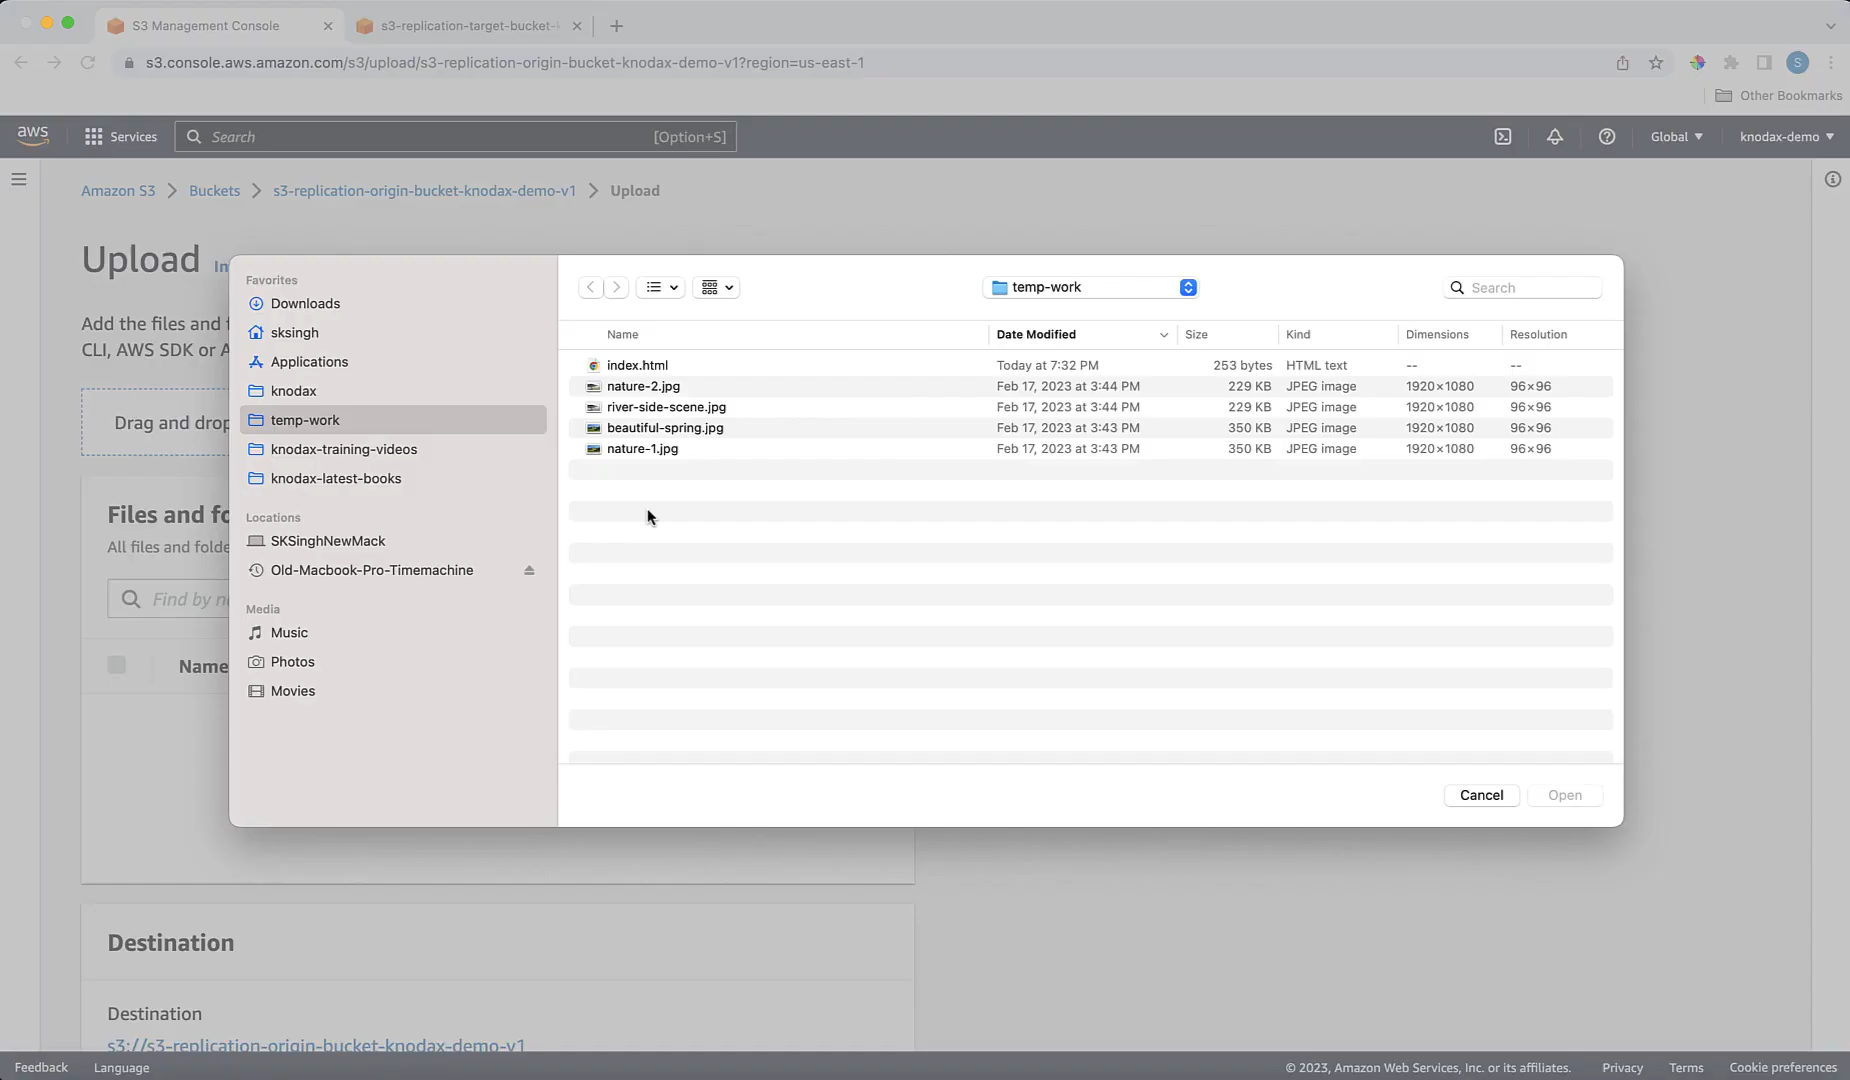 S3 Management Console
s3-replication-target-bucket-
s3.console.aws.amazon.com/s3/upload/s3-replication-origin-bucket-knodax-demo-v1?region=us-east-1
S
Other Bookmarks
aws
Services
Search
[Option+S]
Global
knodax-demo
Amazon S3 > Buckets > s3-replication-origin-bucket-knodax-demo-v1 > Upload
Upload
In
Add the files and f
CLI, AWS SDK or A
Drag and drop
Files and fo
All files and folde
Find by n
Name
Favorites
Downloads
sksingh
Applications
knodax
temp-work
knodax-training-videos
knodax-latest-books
Locations
SKSinghNewMack
Old-Macbook-Pro-Timemachine
Media
Music
Photos
Movies
temp-work
Search
Name Date Modified Size Kind Dimensions Resolution
index.html Today at 7:32 PM 253 bytes HTML text -- --
nature-2.jpg Feb 17, 2023 at 3:44 PM 229 KB JPEG image 1920×1080 96×96
river-side-scene.jpg Feb 17, 2023 at 3:44 PM 229 KB JPEG image 1920×1080 96×96
beautiful-spring.jpg Feb 17, 2023 at 3:43 PM 350 KB JPEG image 1920×1080 96×96
nature-1.jpg Feb 17, 2023 at 3:43 PM 350 KB JPEG image 1920×1080 96×96
Cancel
Open
Destination
Destination
s3://s3-replication-origin-bucket-knodax-demo-v1
Feedback
Language
© 2023, Amazon Web Services, Inc. or its affiliates.
Privacy
Terms
Cookie preferences